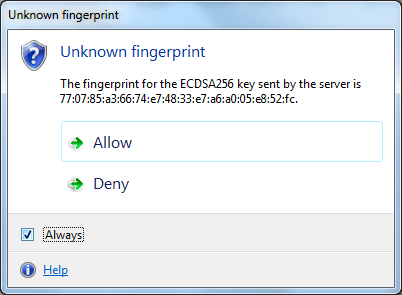 Unknown fingerprint
Unknown fingerprint
The fingerprint for the ECDSA256 key sent by the server is
77:07:85:a3:66:74:e7:48:33:e7:a6:a0:05:e8:52:fc.
Allow
Deny
Always
Help